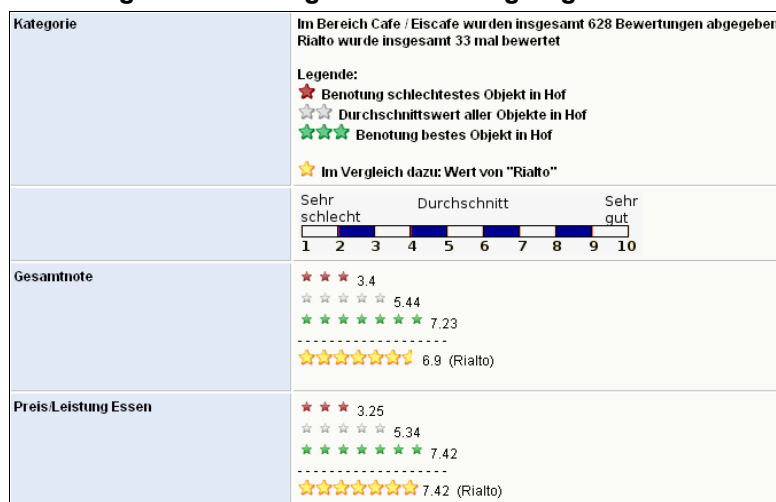 Kategorie
Im Bereich Cafe / Eiscafe wurden insgesamt 628 Bewertungen abgegeben
Rialto wurde insgesamt 33 mal bewertet
Legende:
Benotung schlechtestes Objekt in Hof
Durchschnittswert aller Objekte in Hof
Benotung bestes Objekt in Hof
Im Vergleich dazu: Wert von "Rialto"
Sehr schlecht Durchschnitt Sehr gut
1 2 3 4 5 6 7 8 9 10
Gesamtnote
3.4
5.44
7.23
6.9 (Rialto)
Preis/Leistung Essen
3.25
5.34
7.42
7.42 (Rialto)